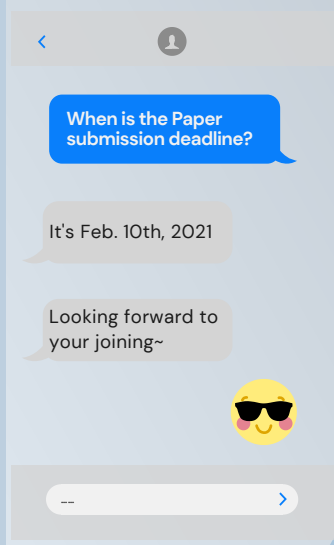 When is the Paper
submission deadline?
It's Feb. 10th, 2021
Looking forward to
your joining~
--